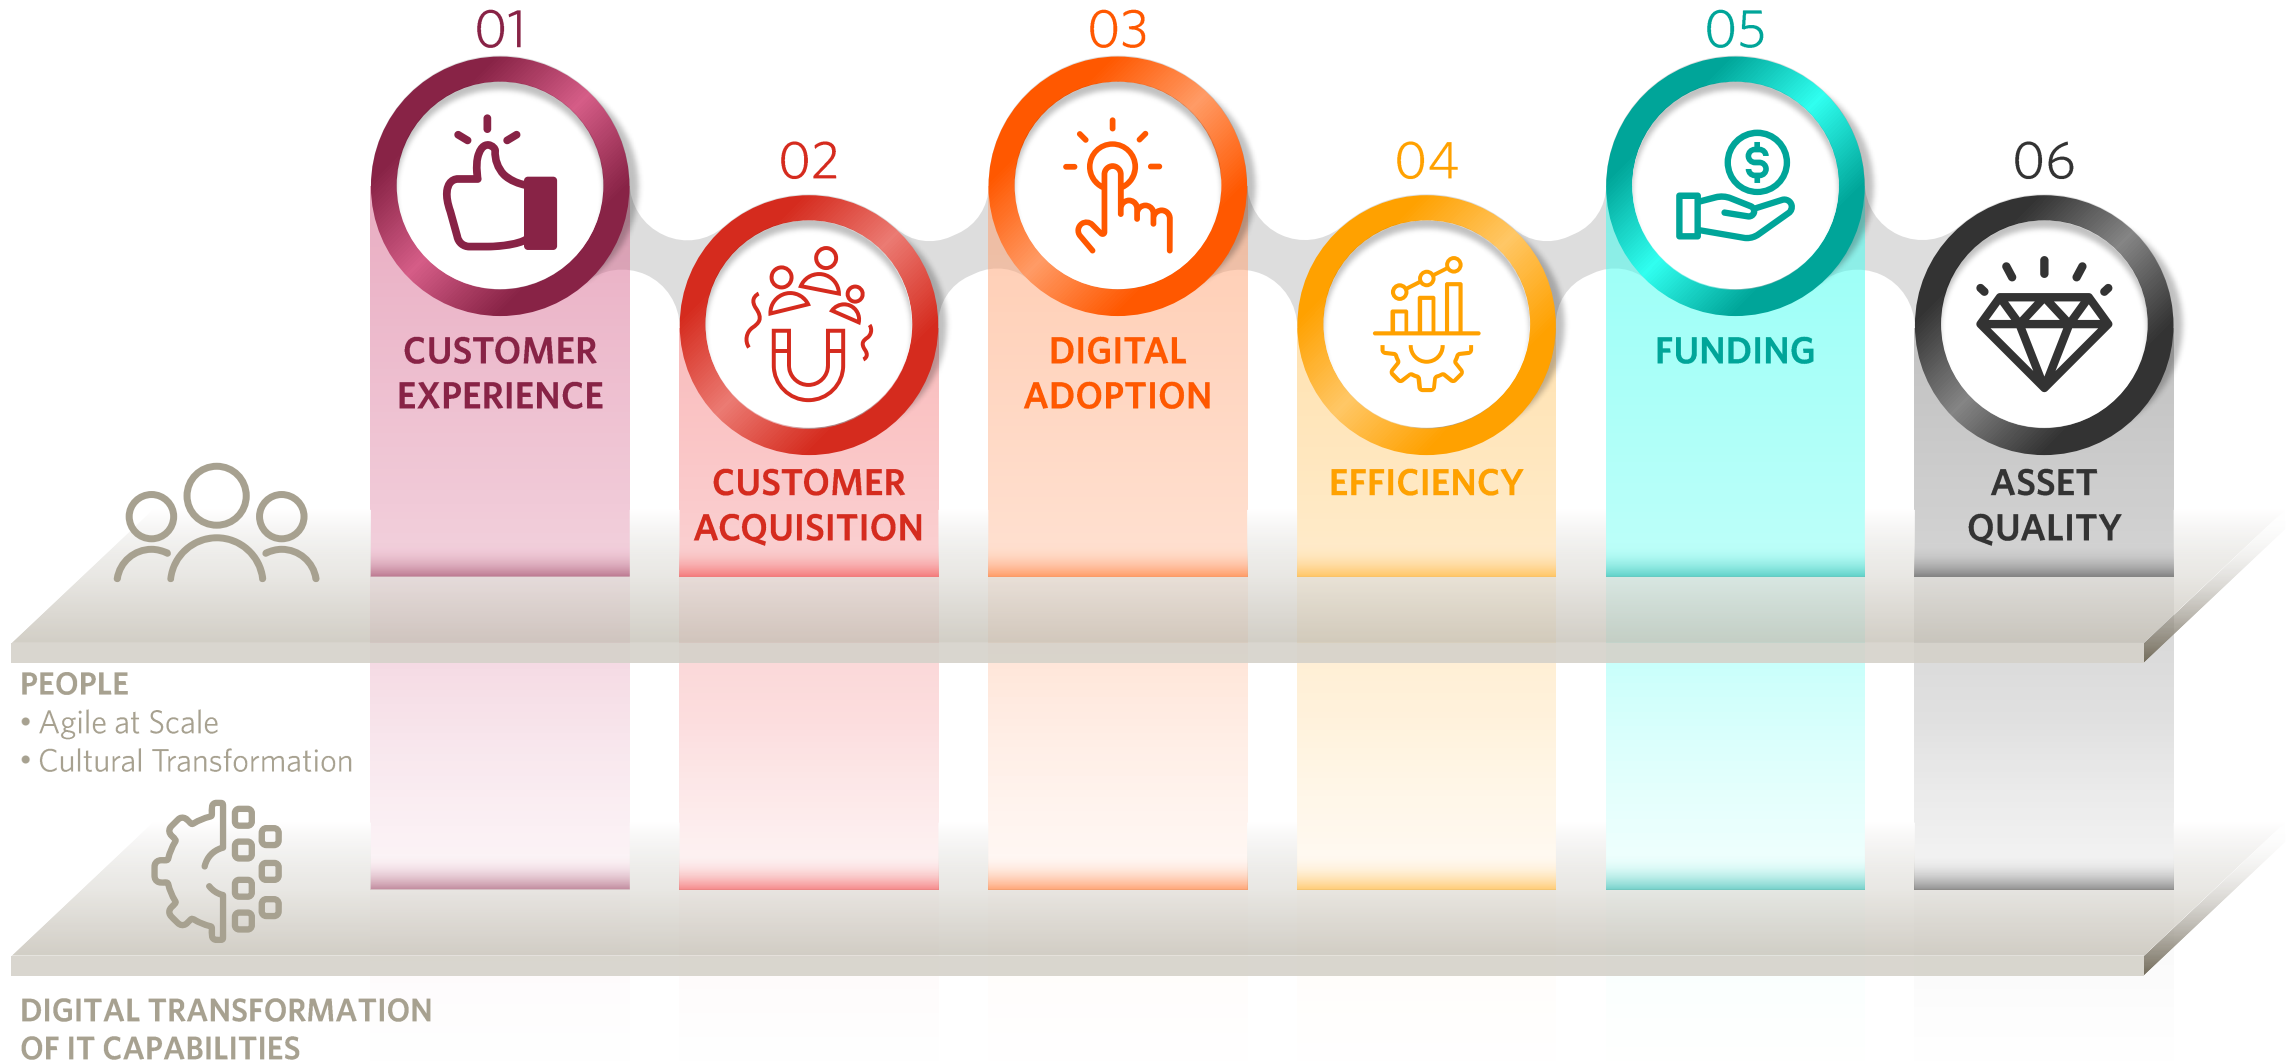 01
CUSTOMER
EXPERIENCE
02
CUSTOMER
ACQUISITION
03
DIGITAL
ADOPTION
04
EFFICIENCY
05
$
FUNDING
06
ASSET
QUALITY
PEOPLE
• Agile at Scale
• Cultural Transformation
DIGITAL TRANSFORMATION
OF IT CAPABILITIES